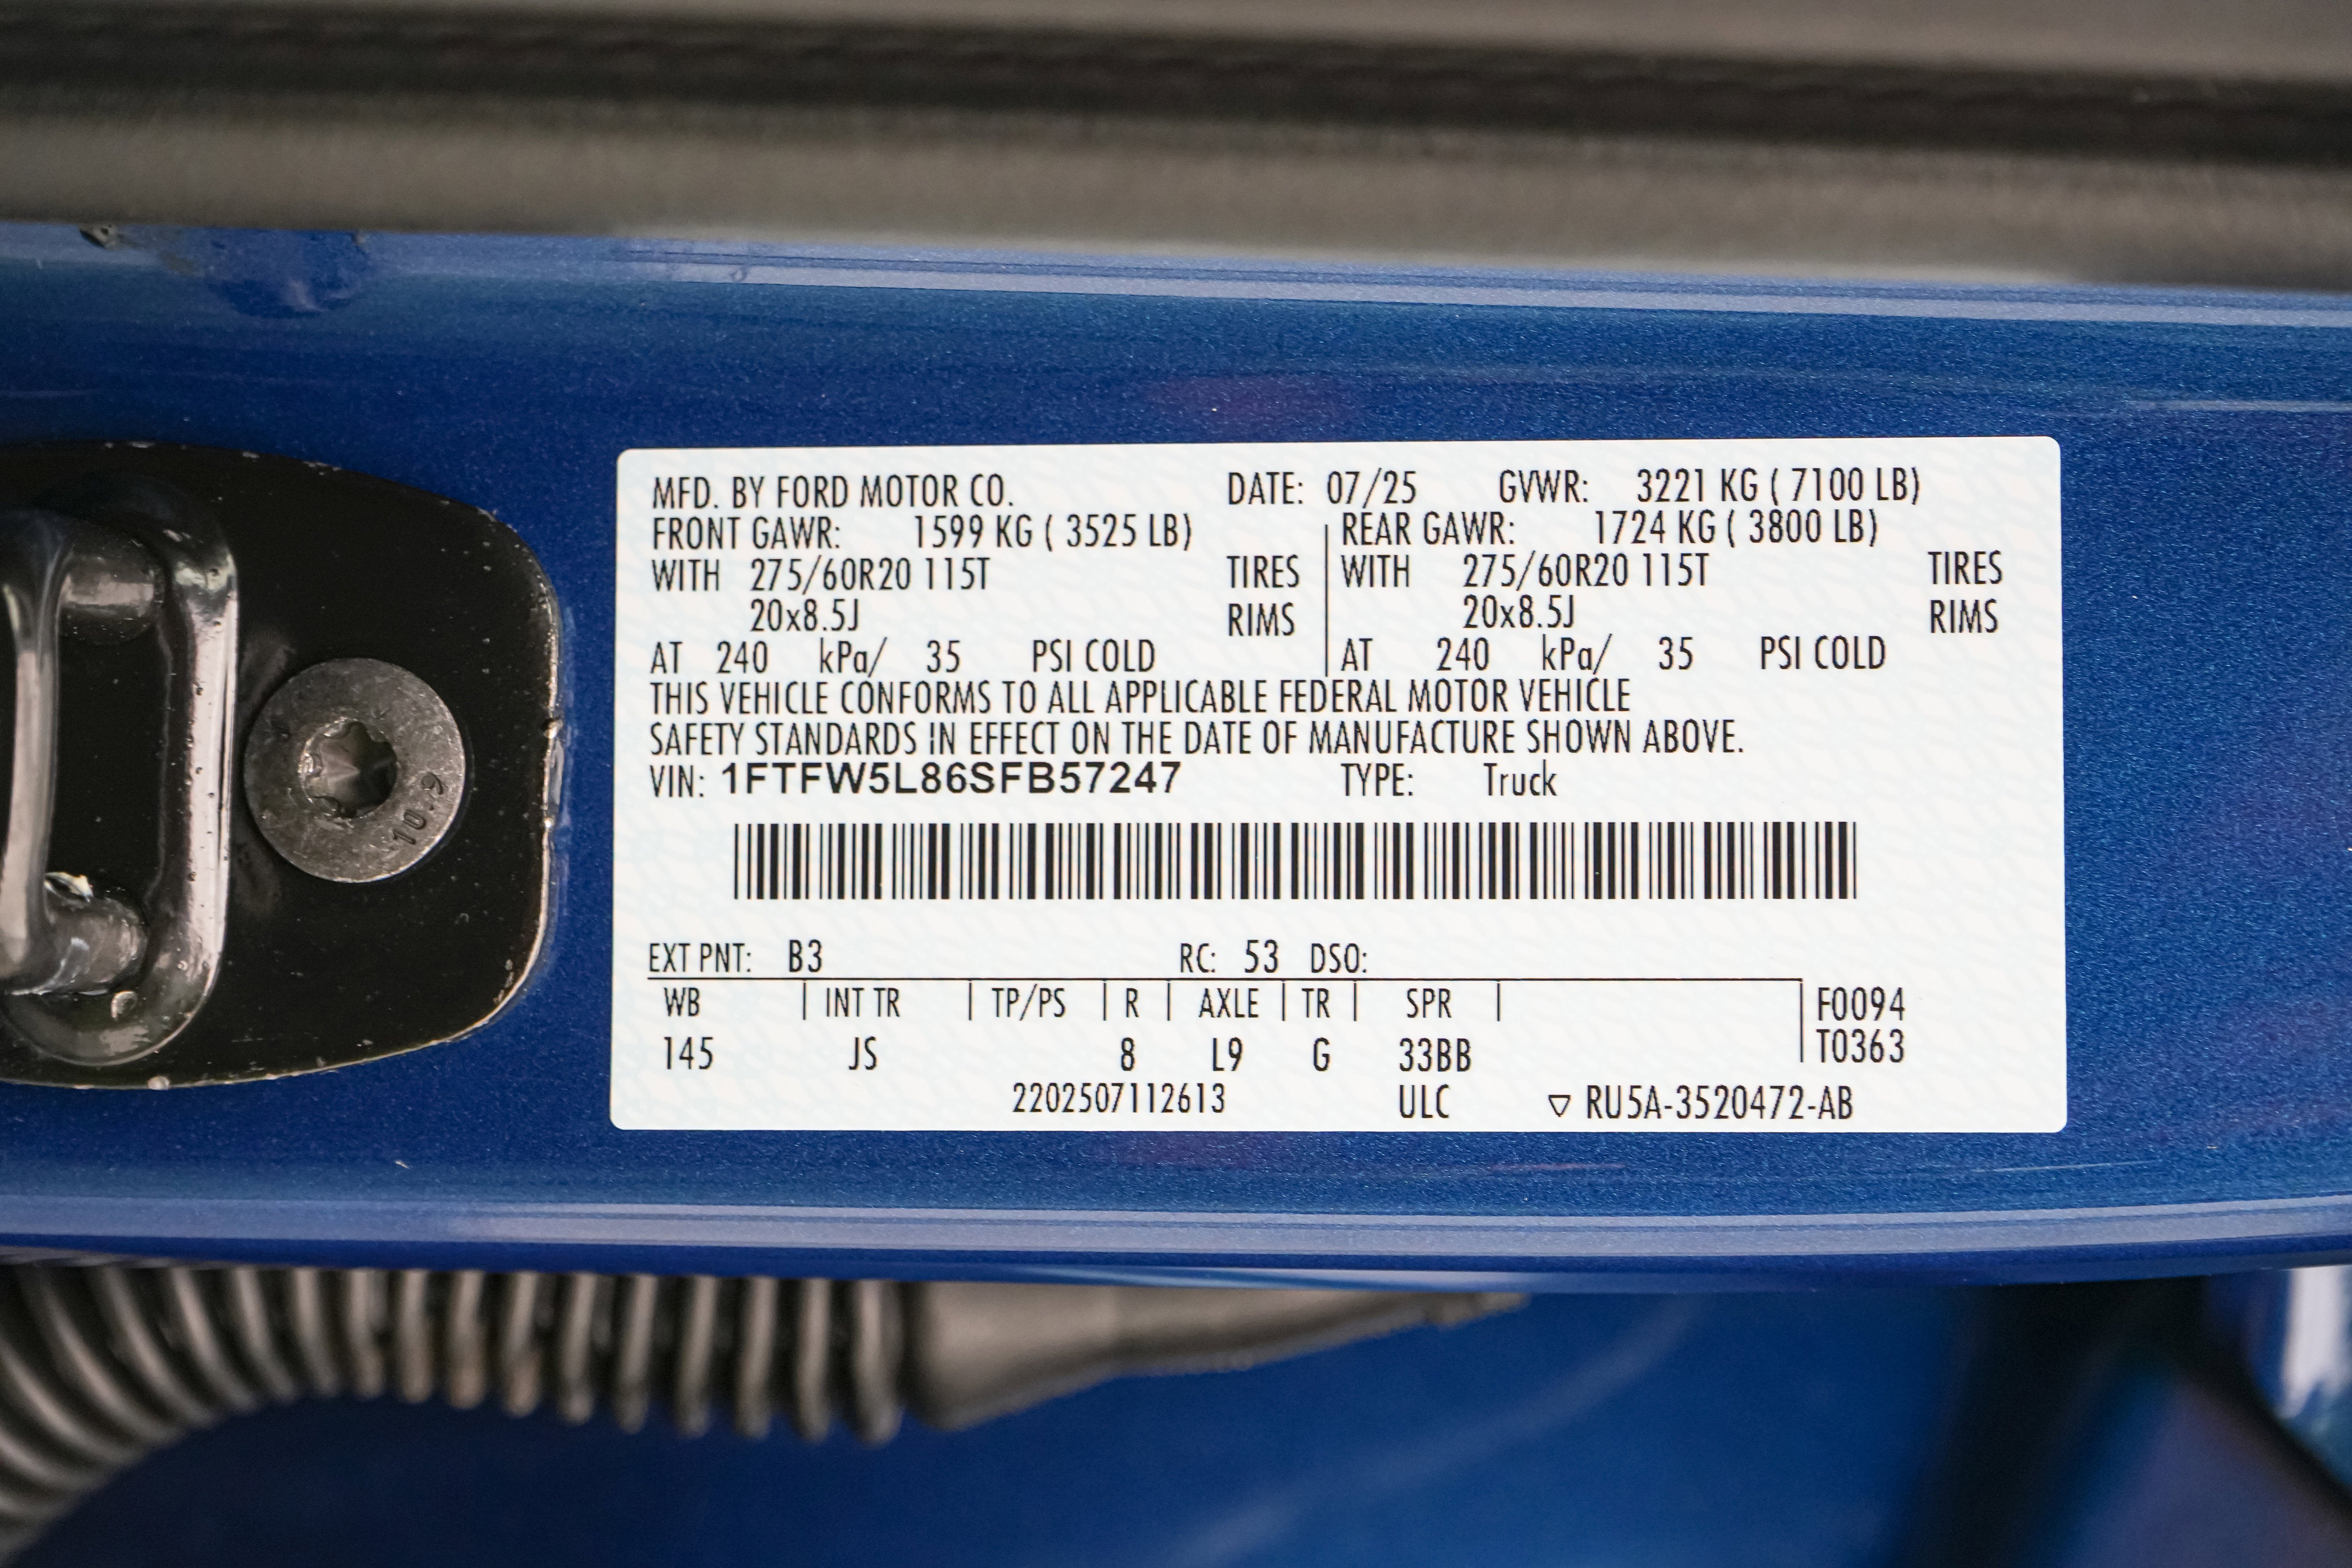 MFD. BY FORD MOTOR CO. DATE: 07/25 GVWR: 3221 KG ( 7100 LB)
FRONT GAWR: 1599 KG ( 3525 LB) REAR GAWR: 1724 KG ( 3800 LB)
WITH 275/60R20 115T TIRES WITH 275/60R20 115T TIRES
20x8.5J RIMS 20x8.5J RIMS
AT 240 kPa/ 35 PSI COLD AT 240 kPa/ 35 PSI COLD
THIS VEHICLE CONFORMS TO ALL APPLICABLE FEDERAL MOTOR VEHICLE
SAFETY STANDARDS IN EFFECT ON THE DATE OF MANUFACTURE SHOWN ABOVE.
VIN: 1FTFW5L86SFB57247 TYPE: Truck
EXT PNT: B3 RC: 53 DSO:
WB INT TR TP/PS R AXLE TR SPR F0094
145 JS 8 L9 G 33BB T0363
2202507112613 ULC ▽ RU5A-3520472-AB
10.9